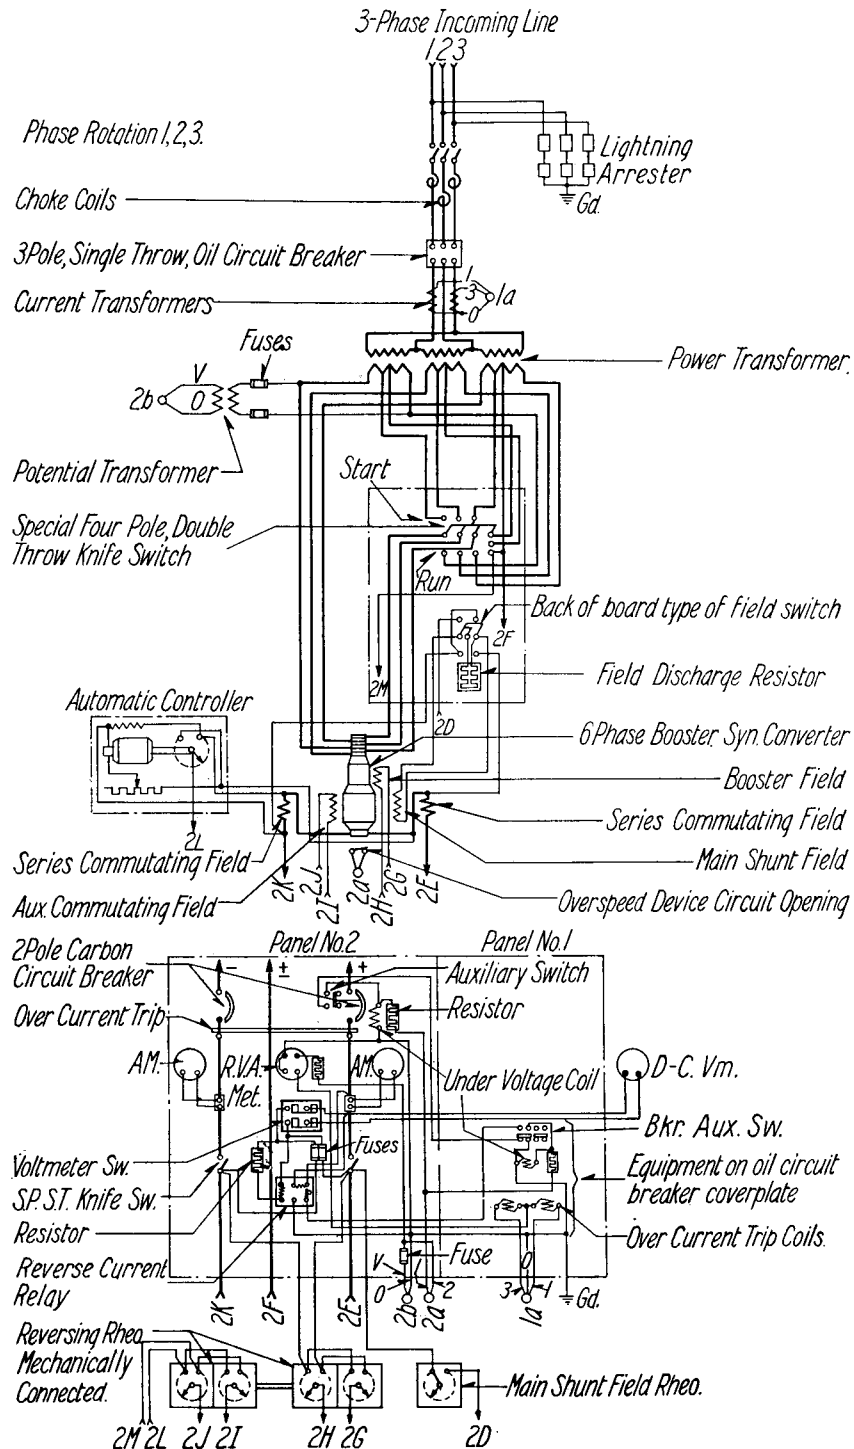 3-Phase Incoming Line
1 2 3
Phase Rotation 1,2,3.
Lightning
Arrester
Gd.
Choke Coils
3Pole, Single Throw, Oil Circuit Breaker
Current Transformers
1
3
0
1a
Fuses
Power Transformer
V
2b
0
Potential Transformer
Start
Special Four Pole, Double
Throw Knife Switch
Run
Back of board type of field switch
2F
2M
Field Discharge Resistor
Automatic Controller
2D
6 Phase Booster Syn. Converter
Booster Field
Series Commutating Field
2L
Series Commutating Field
Main Shunt Field
2K
2J
2I
2a
2H
2G
2E
Aux. Commutating Field
Overspeed Device Circuit Opening
2Pole Carbon
Circuit Breaker
Panel No.2
Panel No.1
-
±
+
Auxiliary Switch
Resistor
Over Current Trip
AM.
R.V.A.
Met.
AM.
Under Voltage Coil
D-C. Vm.
Bkr. Aux. Sw.
Voltmeter Sw.
Fuses
Equipment on oil circuit
breaker coverplate
S.P.S.T. Knife Sw.
Resistor
Over Current Trip Coils.
Reverse Current
Relay
Fuse
V
0
1
2
0
3
4
2K
2F
2E
2b
2a
1a
Gd.
Reversing Rheo.
Mechanically
Connected.
Main Shunt Field Rheo.
2M
2L
2J
2I
2H
2G
2D